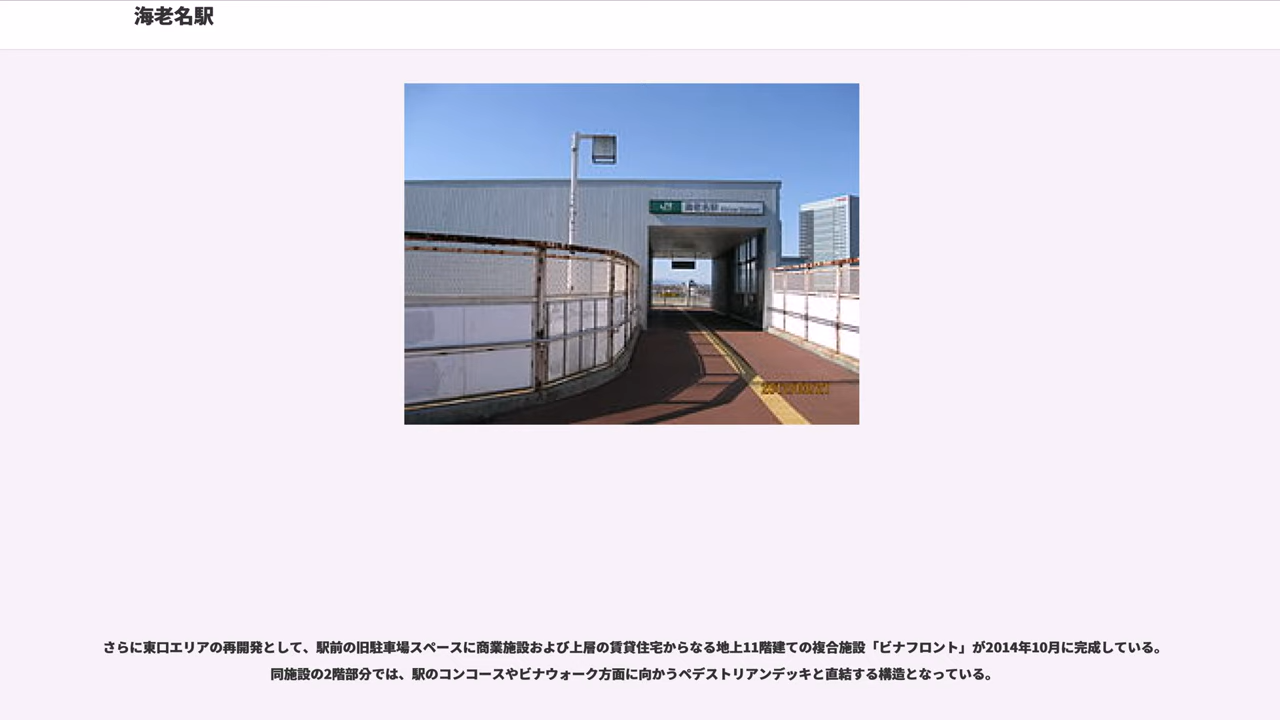 海老名駅
JR 海老名駅 Ebina Station
さらに東口エリアの再開発として、駅前の旧駐車場スペースに商業施設および上層の賃貸住宅からなる地上11階建ての複合施設「ビナフロント」が2014年10月に完成している。
同施設の2階部分では、駅のコンコースやビナウォーク方面に向かうペデストリアンデッキと直結する構造となっている。